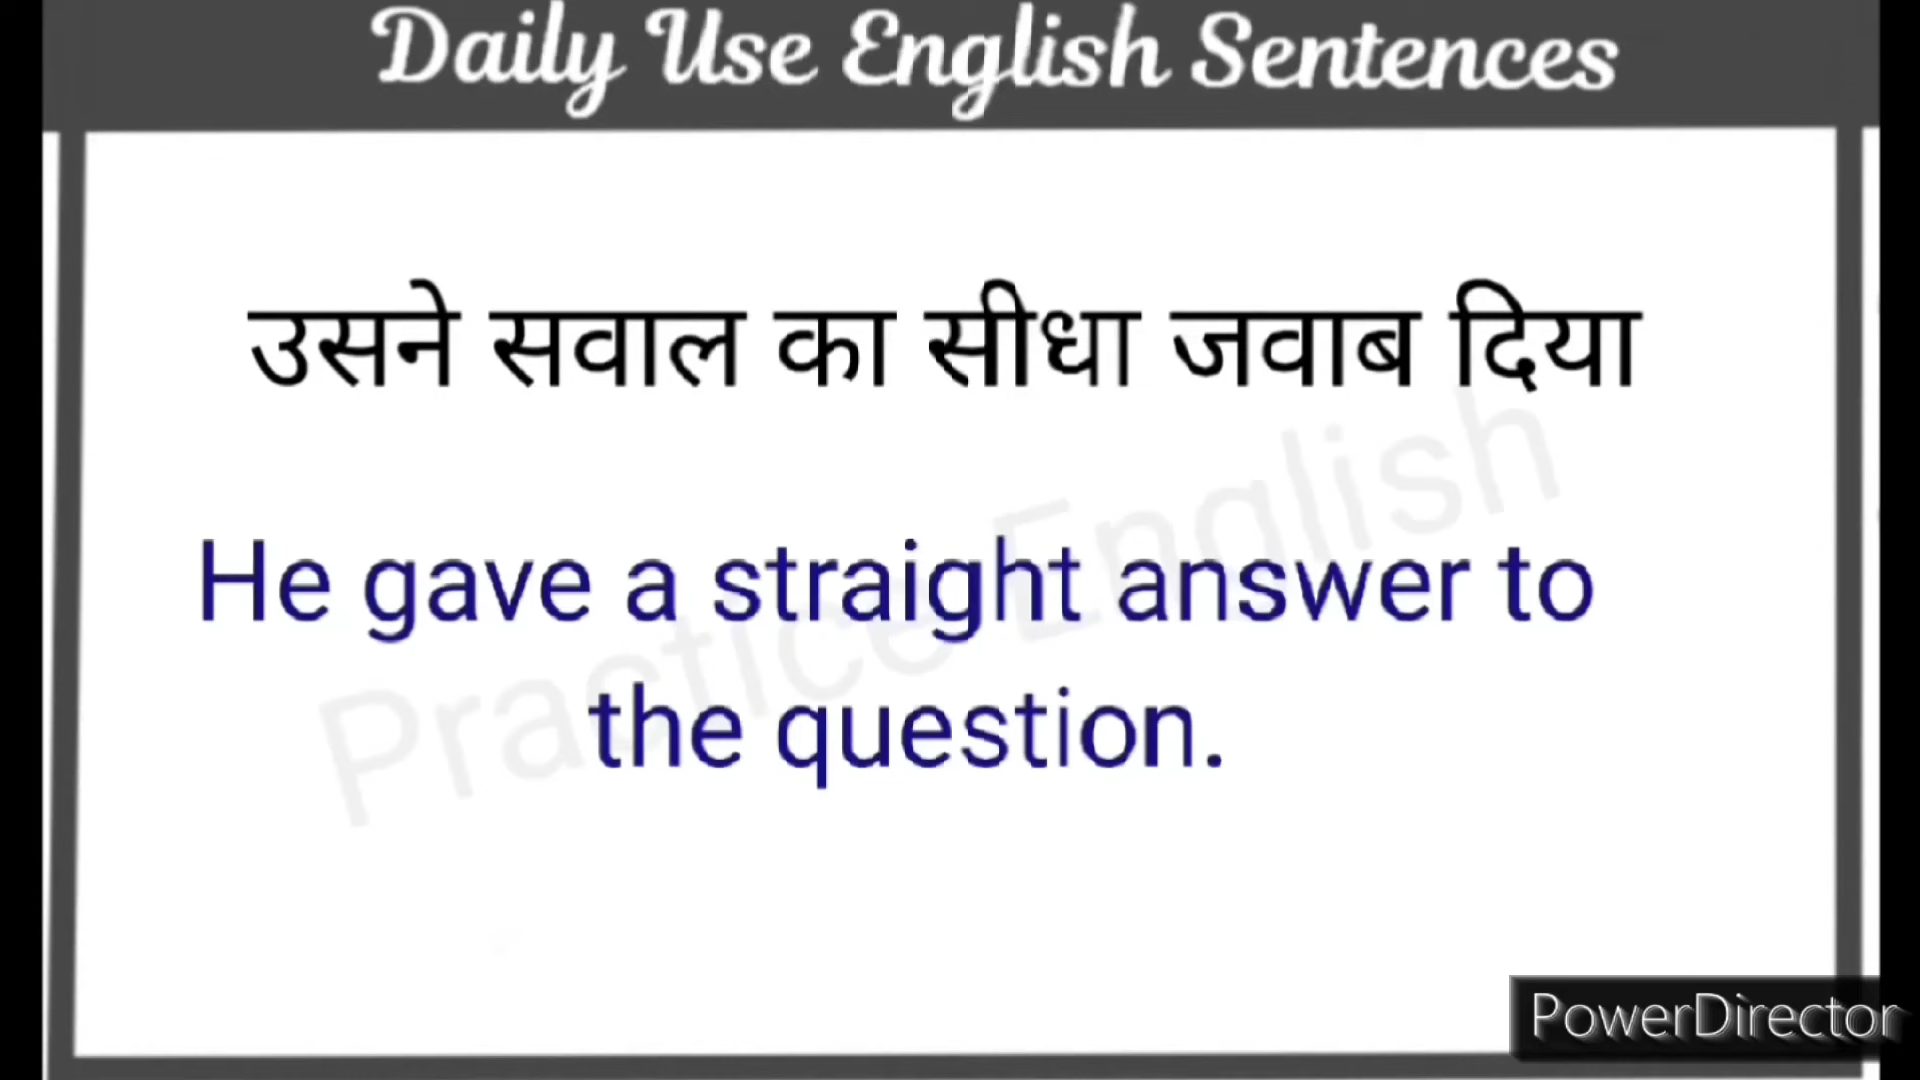 Daily Use English Sentences
उसने सवाल का सीधा जवाब दिया
He gave a straight answer to
the question.
Practice English
PowerDirector